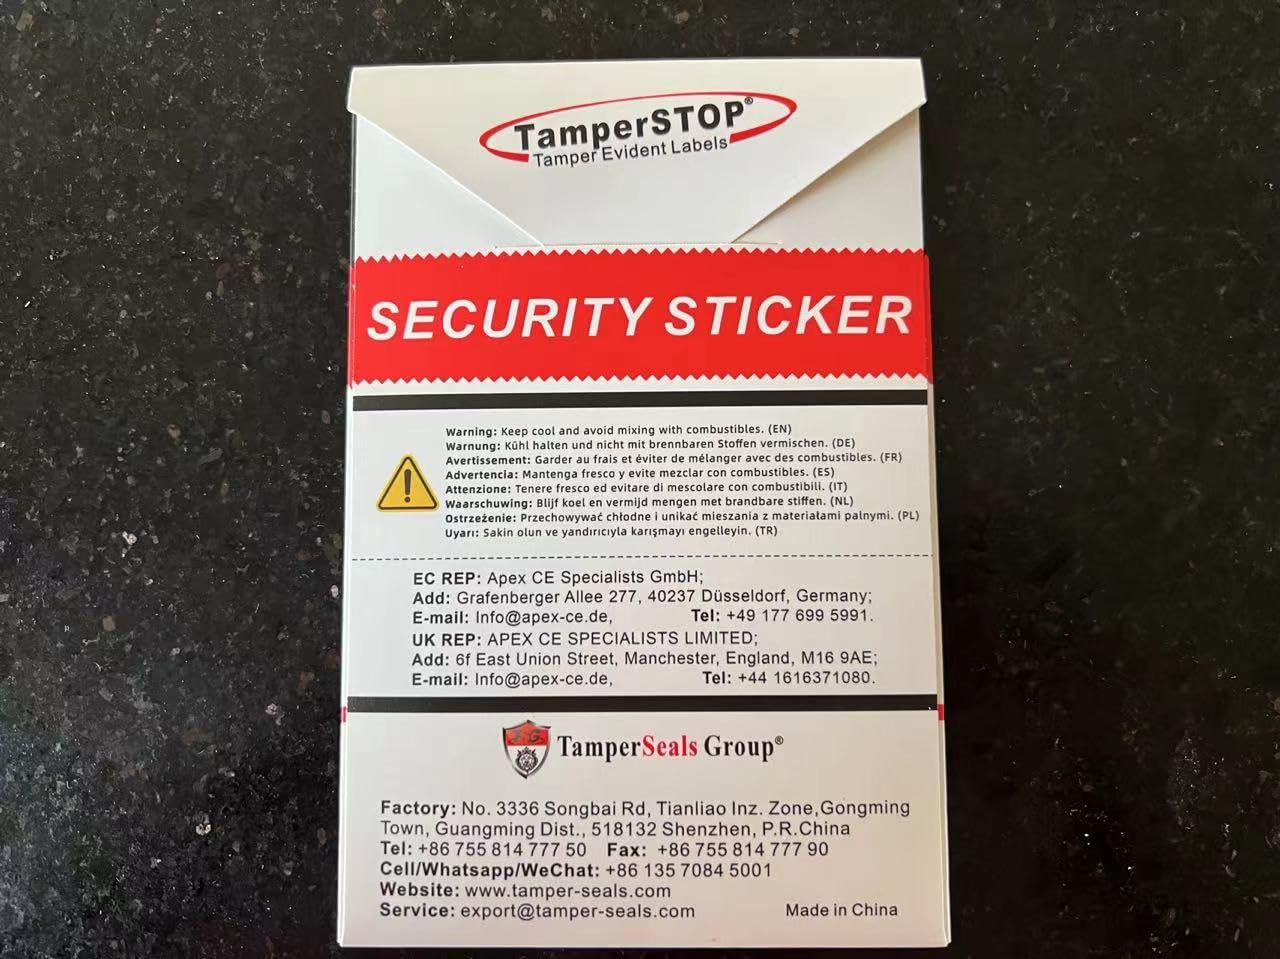 TamperSTOP®
Tamper Evident Labels
SECURITY STICKER
Warning: Keep cool and avoid mixing with combustibles. (EN)
Warnung: Kühl halten und nicht mit brennbaren Stoffen vermischen. (DE)
Avertissement: Garder au frais et éviter de mélanger avec des combustibles. (FR)
Advertencia: Mantenga fresco y evite mezclar con combustibles. (ES)
Attenzione: Tenere fresco ed evitare di mescolare con combustibili. (IT)
Waarschuwing: Blijf koel en vermijd mengen met brandbare stiffen. (NL)
Ostrzeżenie: Przechowywać chłodne i unikać mieszania z materiałami palnymi. (PL)
Uyarı: Sakin olun ve yandırıcıyla karışmayı engelleyin. (TR)
EC REP: Apex CE Specialists GmbH;
Add: Grafenberger Allee 277, 40237 Düsseldorf, Germany;
E-mail: Info@apex-ce.de, Tel: +49 177 699 5991.
UK REP: APEX CE SPECIALISTS LIMITED;
Add: 6f East Union Street, Manchester, England, M16 9AE;
E-mail: Info@apex-ce.de, Tel: +44 1616371080.
TamperSeals Group®
Factory: No. 3336 Songbai Rd, Tianliao Inz. Zone,Gongming
Town, Guangming Dist., 518132 Shenzhen, P.R.China
Tel: +86 755 814 777 50 Fax: +86 755 814 777 90
Cell/Whatsapp/WeChat: +86 135 7084 5001
Website: www.tamper-seals.com
Service: export@tamper-seals.com Made in China